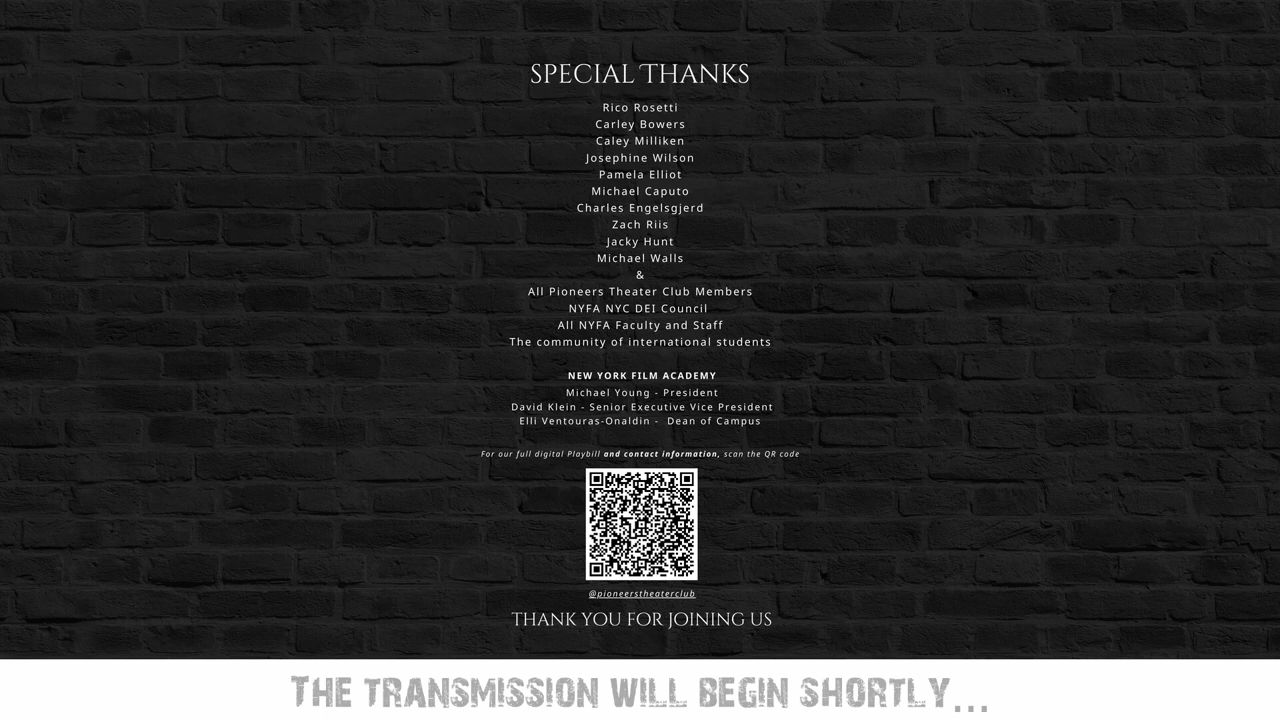 SPECIAL THANKS
Rico Rosetti
Carley Bowers
Caley Milliken
Josephine Wilson
Pamela Elliot
Michael Caputo
Charles Engelsgjerd
Zach Riis
Jacky Hunt
Michael Walls
&
All Pioneers Theater Club Members
NYFA NYC DEI Council
All NYFA Faculty and Staff
The community of international students
NEW YORK FILM ACADEMY
Michael Young - President
David Klein - Senior Executive Vice President
Elli Ventouras-Onaldin - Dean of Campus
For our full digital Playbill and contact information, scan the QR code
@pioneerstheaterclub
THANK YOU FOR JOINING US
THE TRANSMISSION WILL BEGIN SHORTLY...